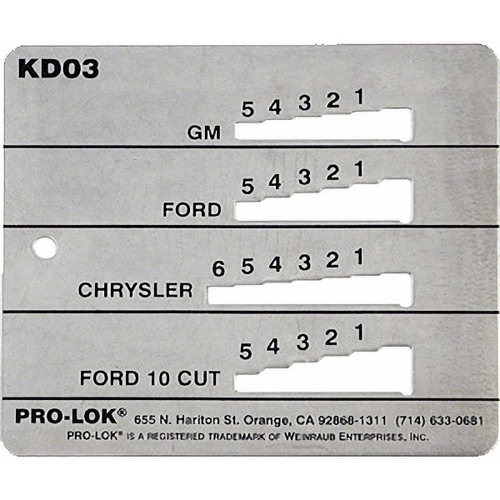 KD03
5 4 3 2 1
GM
5 4 3 2 1
FORD
6 5 4 3 2 1
CHRYSLER
5 4 3 2 1
FORD 10 CUT
PRO-LOK® 655 N. Hariton St. Orange, CA 92868-1311 (714) 633-0681
PRO-LOK® IS A REGISTERED TRADEMARK OF WEINRAUB ENTERPRISES, INC.